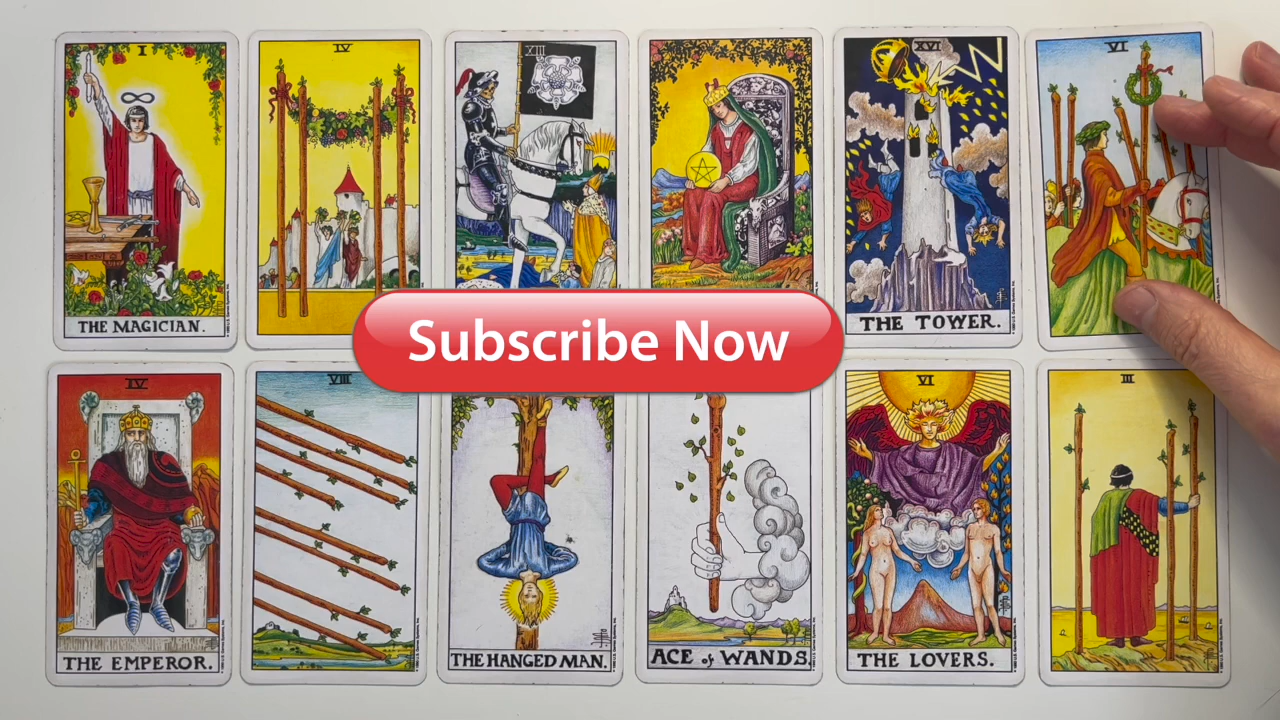 I
IV
XIII
XVI
VI
THE MAGICIAN.
Subscribe Now
THE TOWER.
IV
VIII
VI
III
THE EMPEROR.
THE HANGED MAN.
ACE of WANDS.
THE LOVERS.